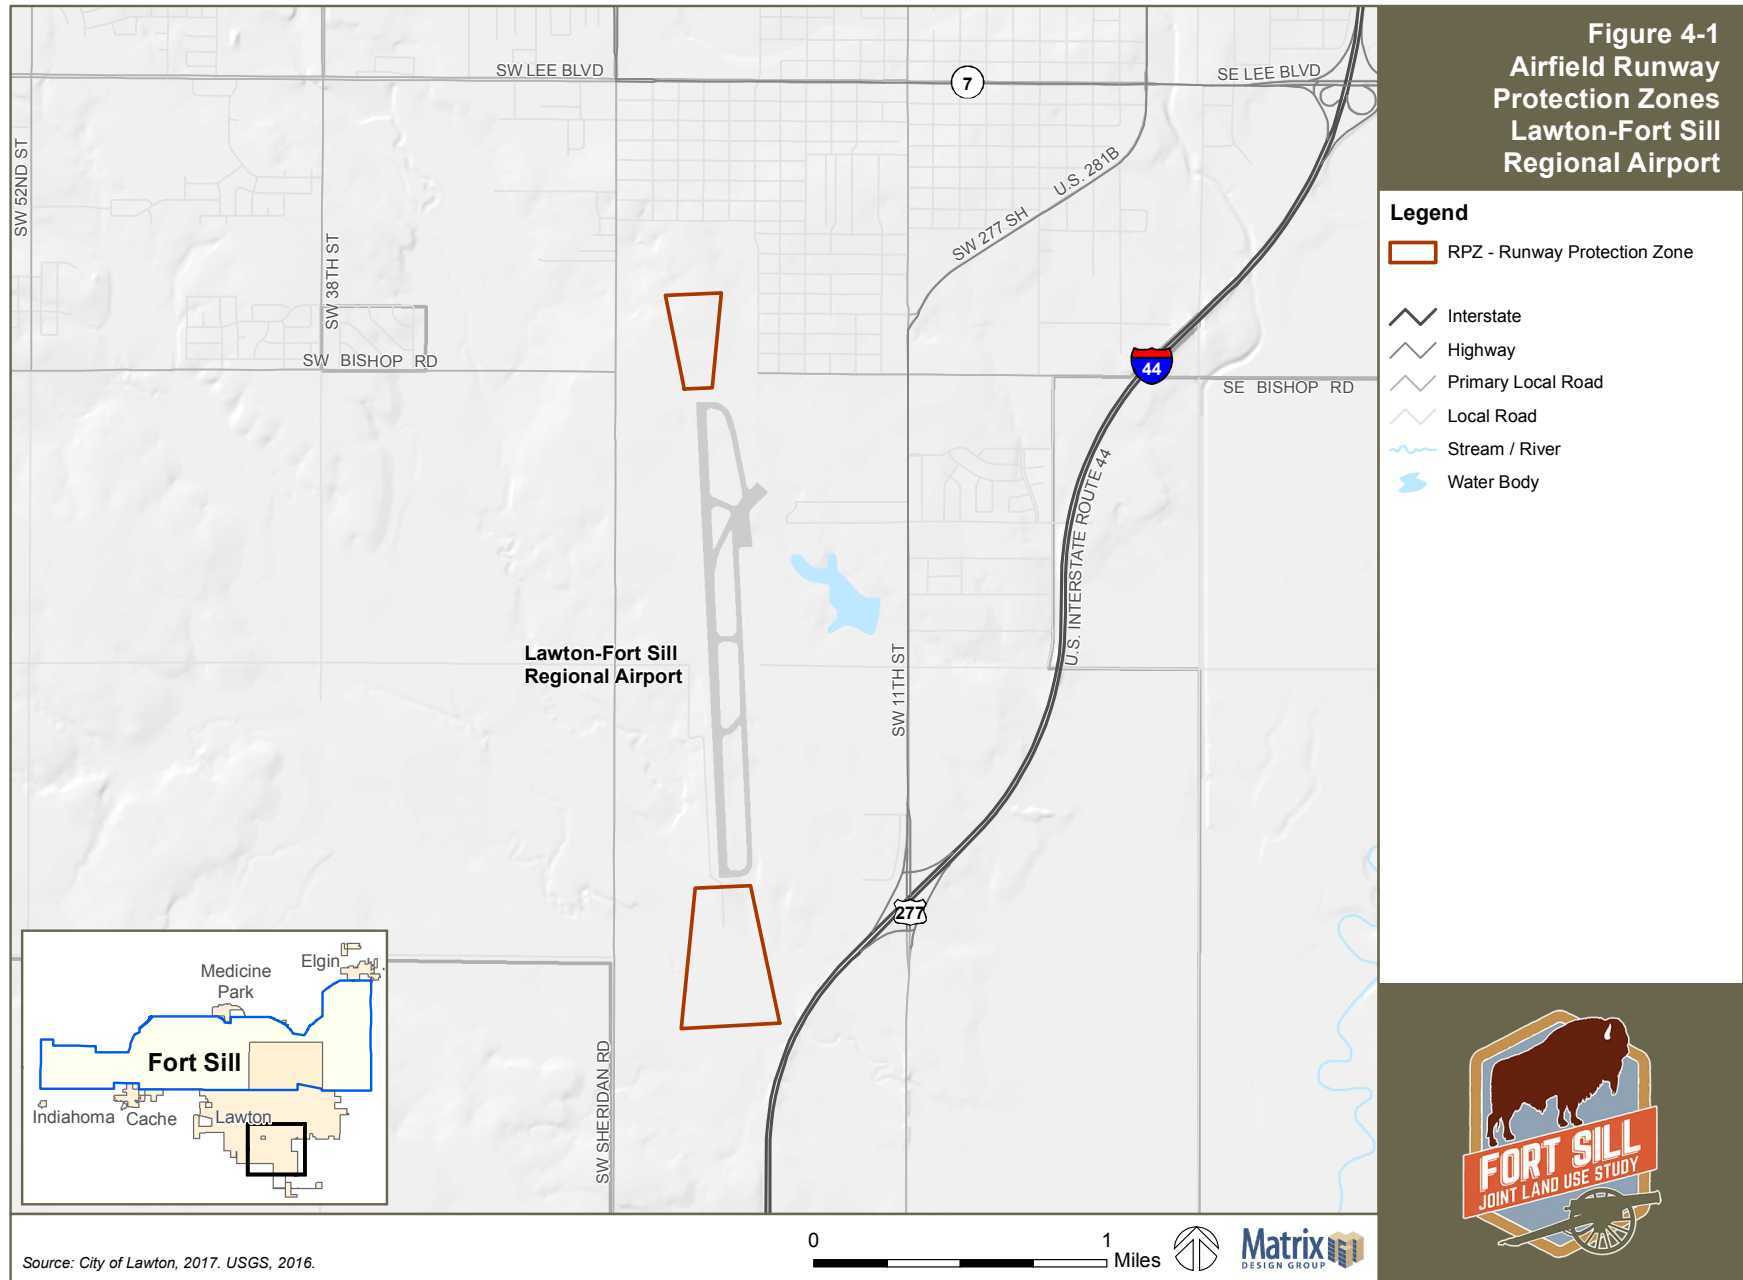 Figure 4-1
Airfield Runway
Protection Zones
Lawton-Fort Sill
Regional Airport
Legend
RPZ - Runway Protection Zone
Interstate
Highway
Primary Local Road
Local Road
Stream / River
Water Body
SW LEE BLVD
7
SE LEE BLVD
SW 52ND ST
SW 38TH ST
U.S. 281B
SW 277 SH
SW BISHOP RD
44
SE BISHOP RD
U.S. INTERSTATE ROUTE 44
Lawton-Fort Sill
Regional Airport
SW 11TH ST
277
SW SHERIDAN RD
Elgin
Medicine
Park
Fort Sill
Indiahoma
Cache
Lawton
FORT SILL
JOINT LAND USE STUDY
0
1
Miles
Matrix
DESIGN GROUP
Source: City of Lawton, 2017. USGS, 2016.